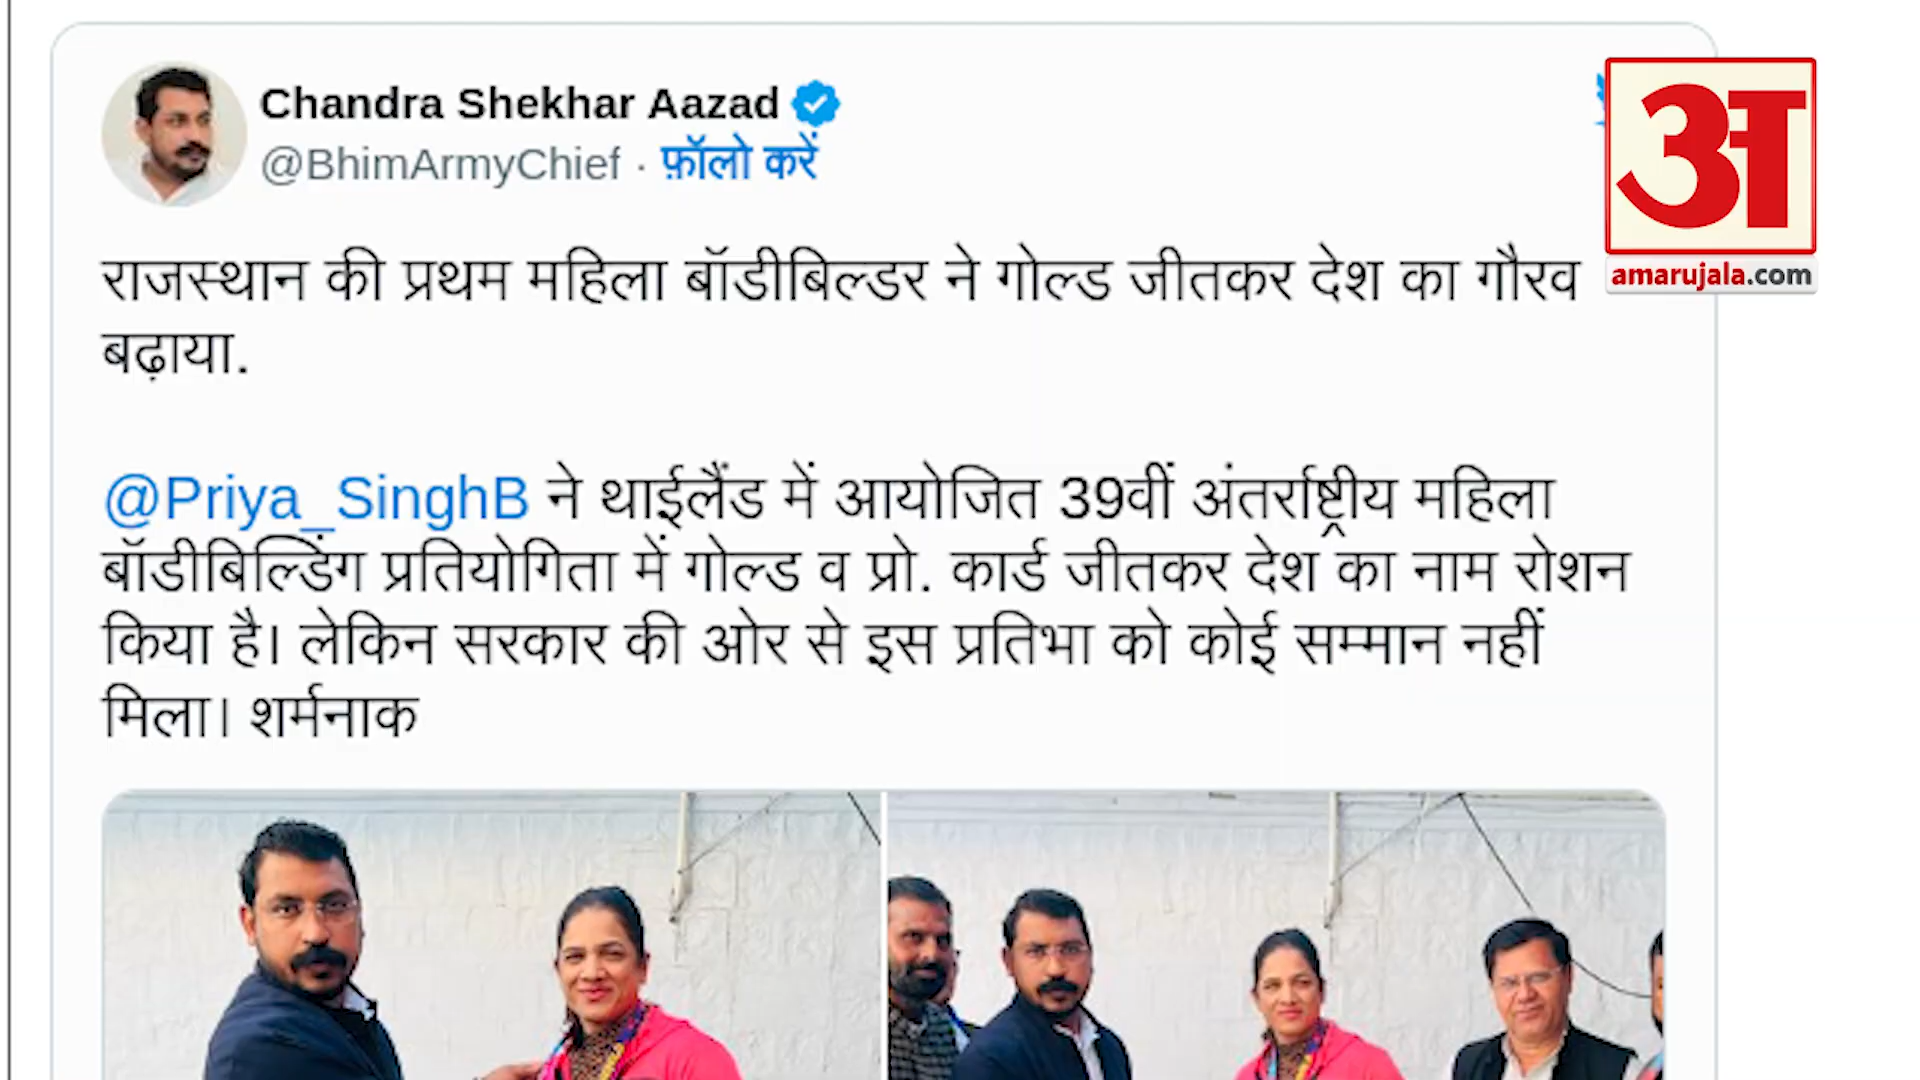 Chandra Shekhar Aazad
@BhimArmyChief · फ़ॉलो करें
अ
amarujala.com
राजस्थान की प्रथम महिला बॉडीबिल्डर ने गोल्ड जीतकर देश का गौरव
बढ़ाया.
@Priya_SinghB ने थाईलैंड में आयोजित 39वीं अंतर्राष्ट्रीय महिला
बॉडीबिल्डिंग प्रतियोगिता में गोल्ड व प्रो. कार्ड जीतकर देश का नाम रोशन
किया है। लेकिन सरकार की ओर से इस प्रतिभा को कोई सम्मान नहीं
मिला। शर्मनाक